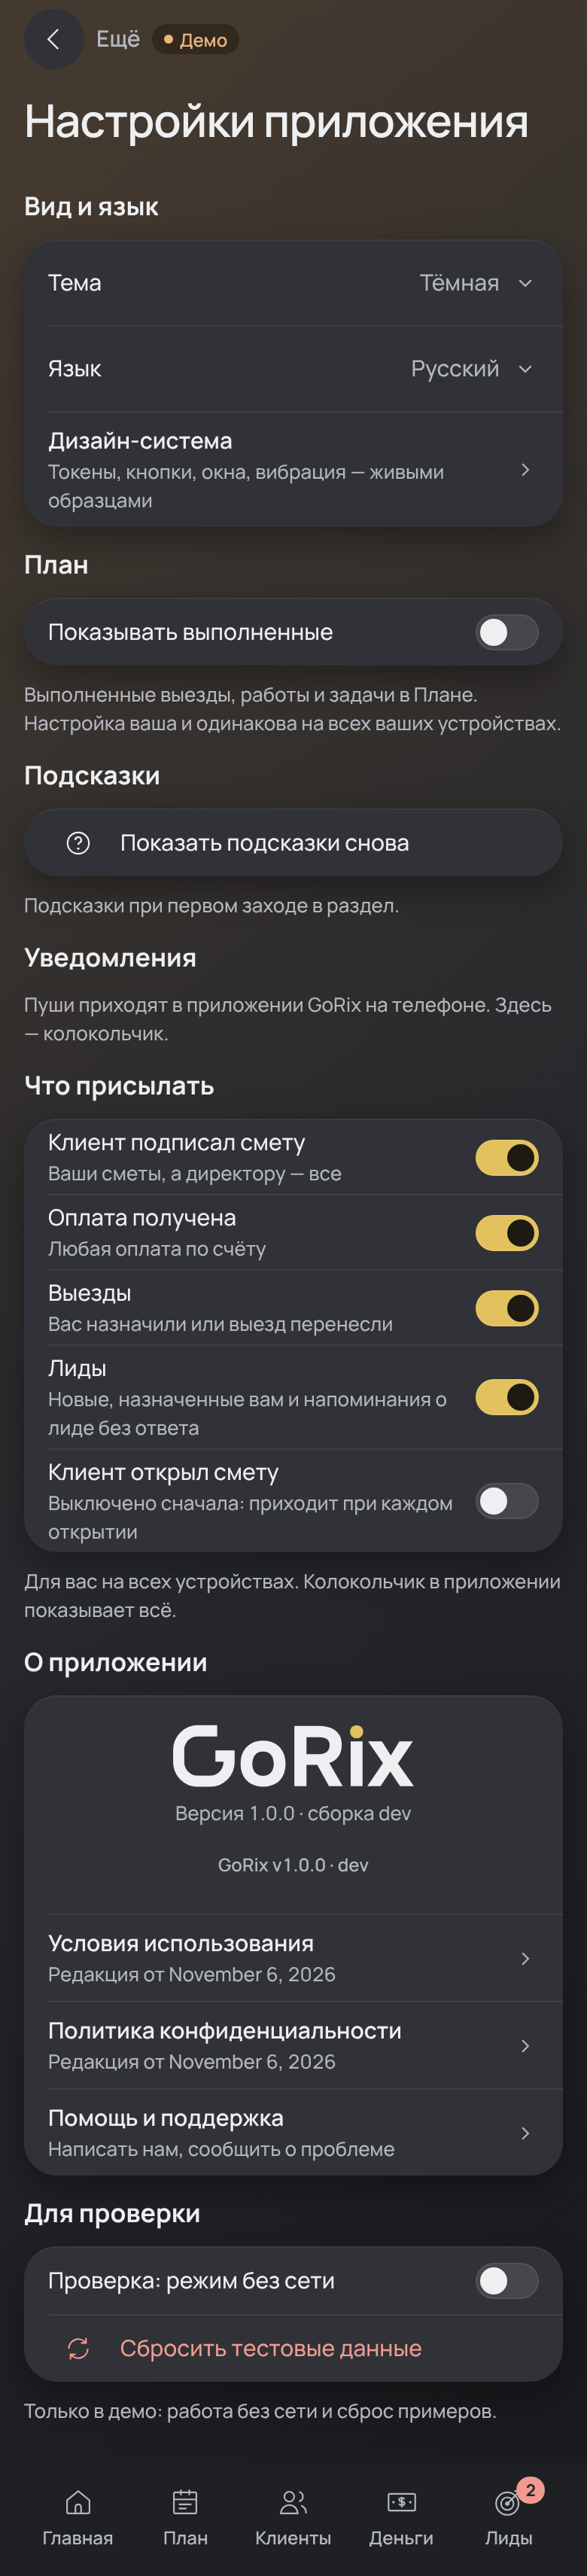 Ещё
Демо
Настройки приложения
Вид и язык
Тема
Тёмная
Язык
Русский
Дизайн-система
Токены, кнопки, окна, вибрация — живыми
образцами
План
Показывать выполненные
Выполненные выезды, работы и задачи в Плане.
Настройка ваша и одинакова на всех ваших устройствах.
Подсказки
Показать подсказки снова
Подсказки при первом заходе в раздел.
Уведомления
Пуши приходят в приложении GoRix на телефоне. Здесь
— колокольчик.
Что присылать
Клиент подписал смету
Ваши сметы, а директору — все
Оплата получена
Любая оплата по счёту
Выезды
Вас назначили или выезд перенесли
Лиды
Новые, назначенные вам и напоминания о
лиде без ответа
Клиент открыл смету
Выключено сначала: приходит при каждом
открытии
Для вас на всех устройствах. Колокольчик в приложении
показывает всё.
О приложении
GoRix
Версия 1.0.0 · сборка dev
GoRix v1.0.0 · dev
Условия использования
Редакция от November 6, 2026
Политика конфиденциальности
Редакция от November 6, 2026
Помощь и поддержка
Написать нам, сообщить о проблеме
Для проверки
Проверка: режим без сети
Сбросить тестовые данные
Только в демо: работа без сети и сброс примеров.
2
Главная
План
Клиенты
Деньги
Лиды